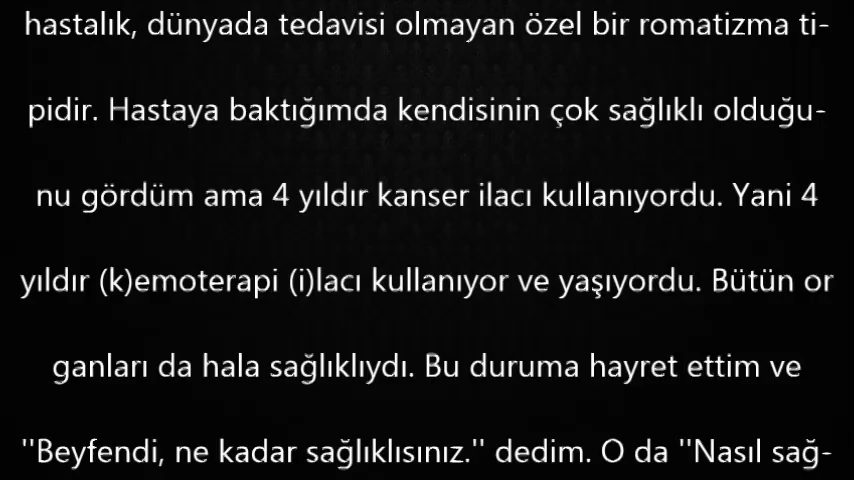 hastalık, dünyada tedavisi olmayan özel bir romatizma ti-
pidir. Hastaya baktığımda kendisinin çok sağlıklı olduğu-
nu gördüm ama 4 yıldır kanser ilacı kullanıyordu. Yani 4
yıldır (k)emoterapi (i)lacı kullanıyor ve yaşıyordu. Bütün or
ganları da hala sağlıklıydı. Bu duruma hayret ettim ve
''Beyfendi, ne kadar sağlıklısınız.'' dedim. O da ''Nasıl sağ-